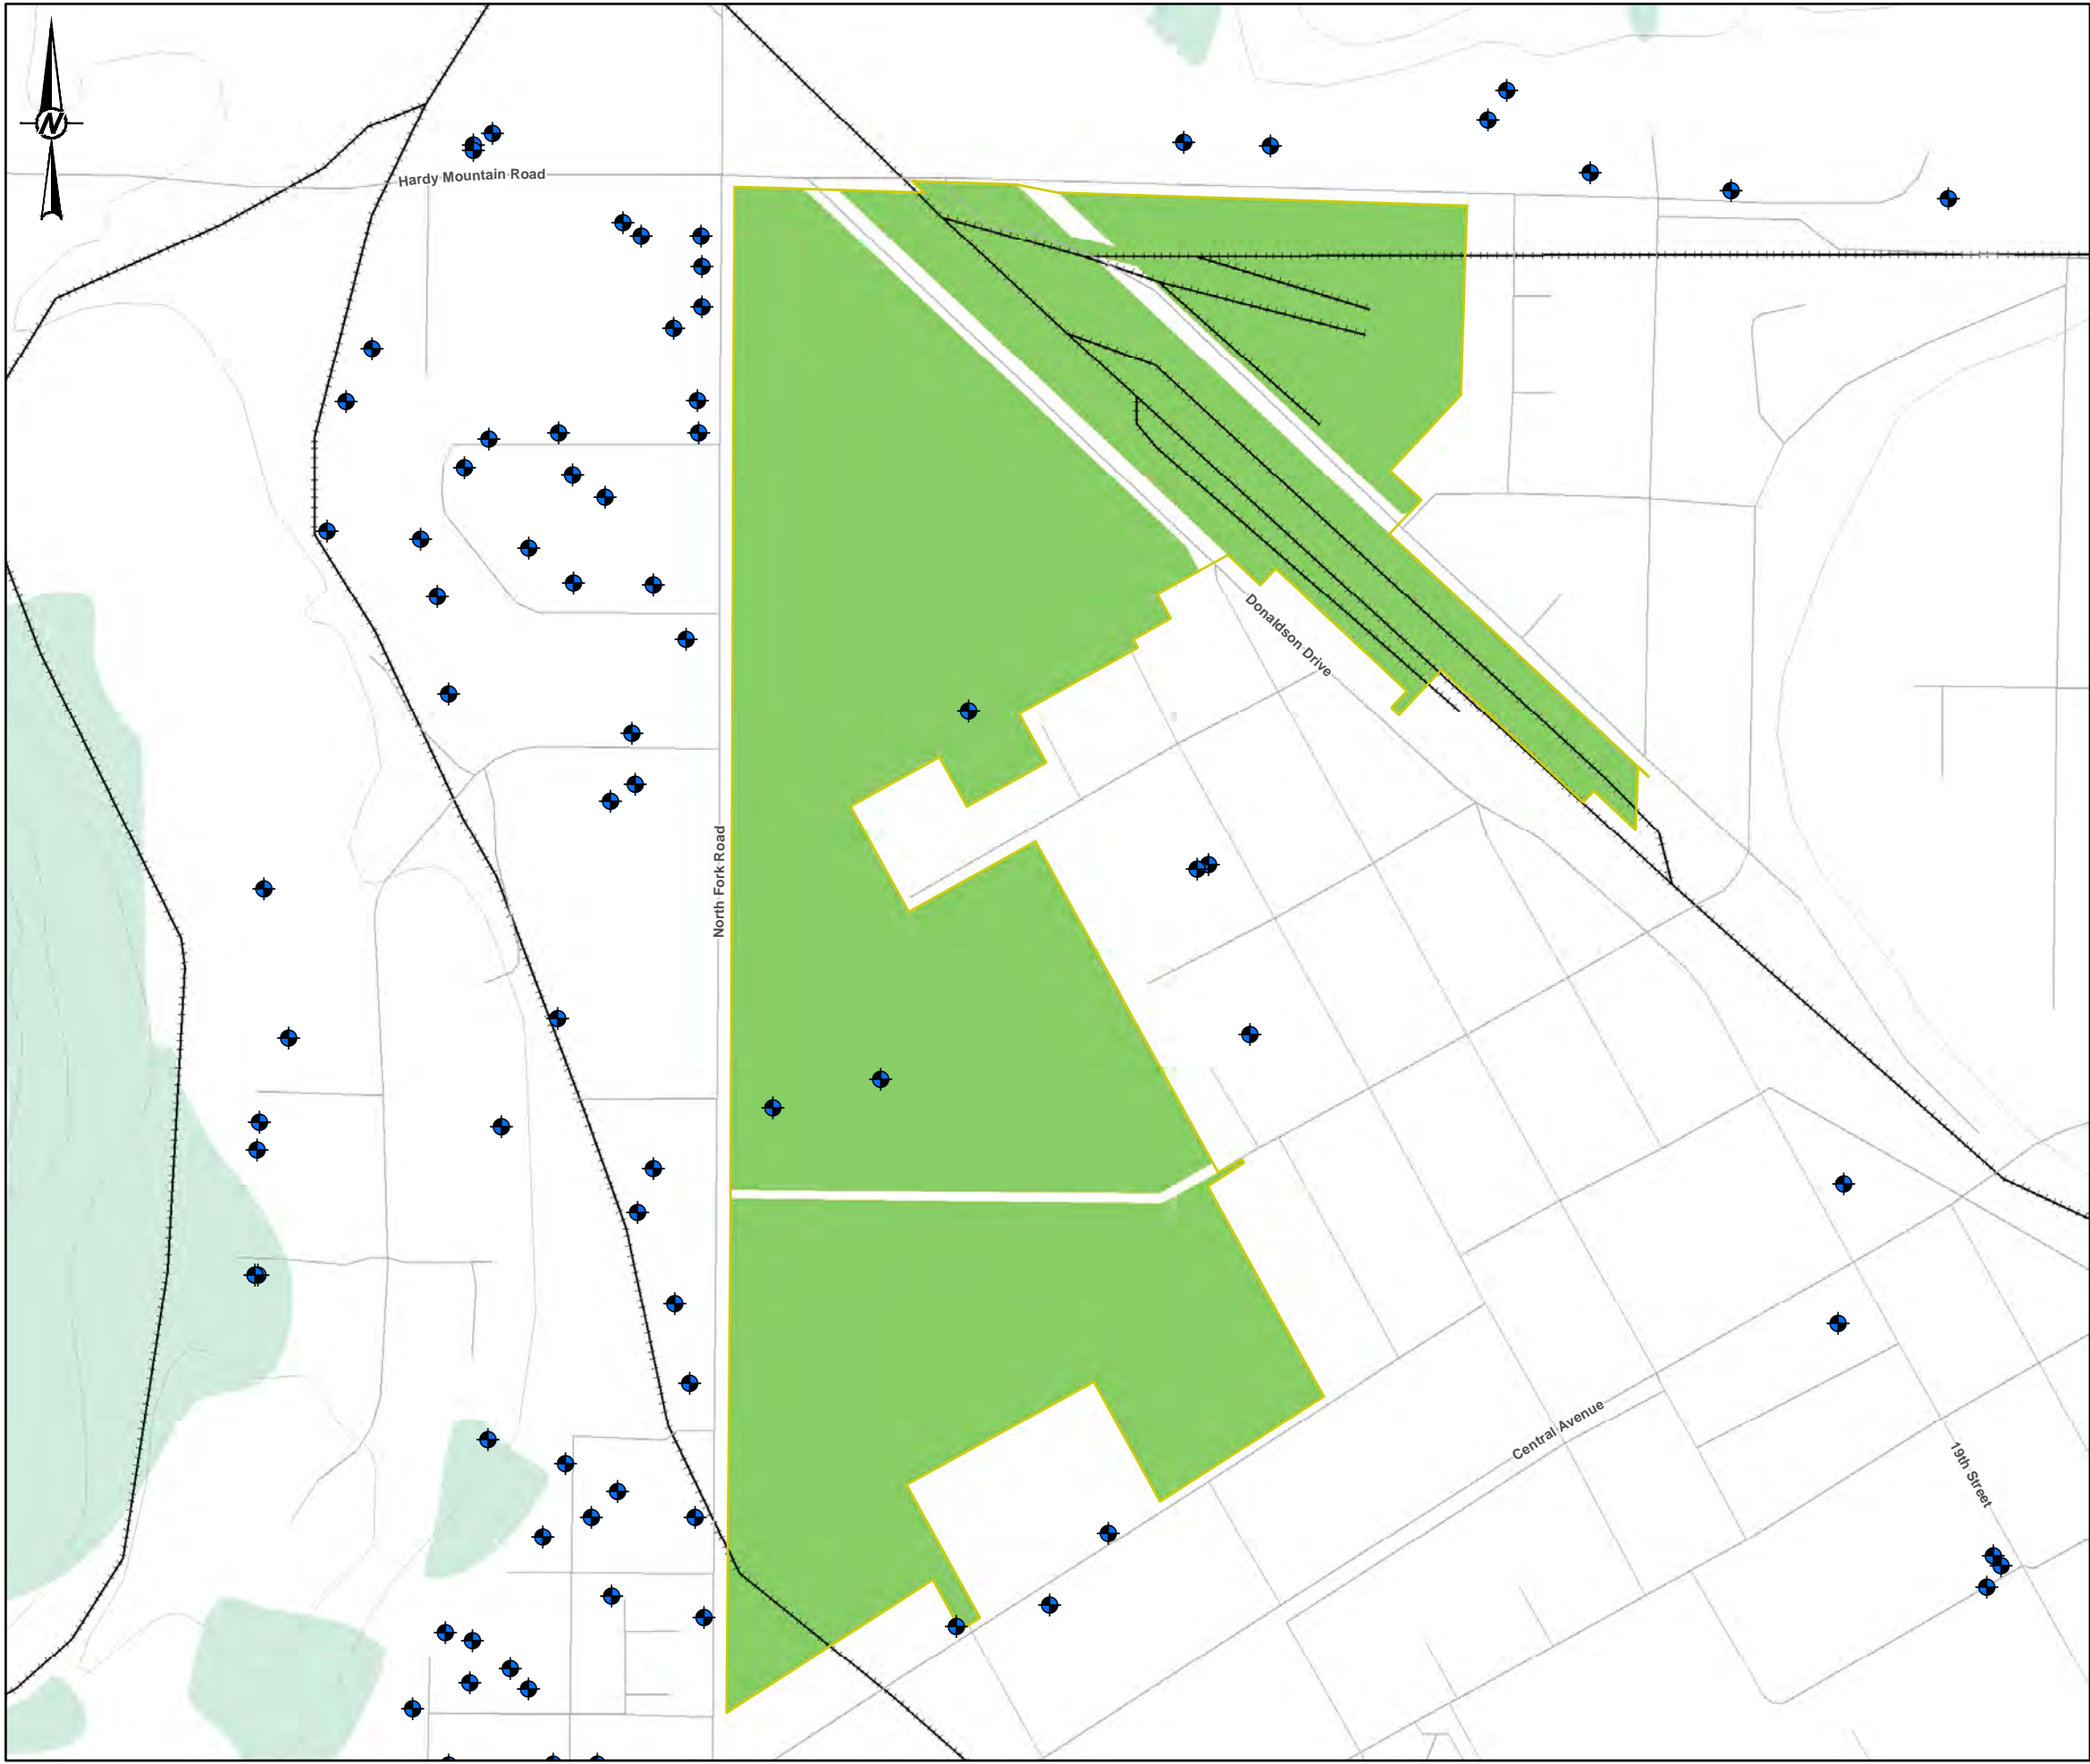 N
Hardy Mountain Road
Donaldson Drive
North Fork Road
Central Avenue
19th Street